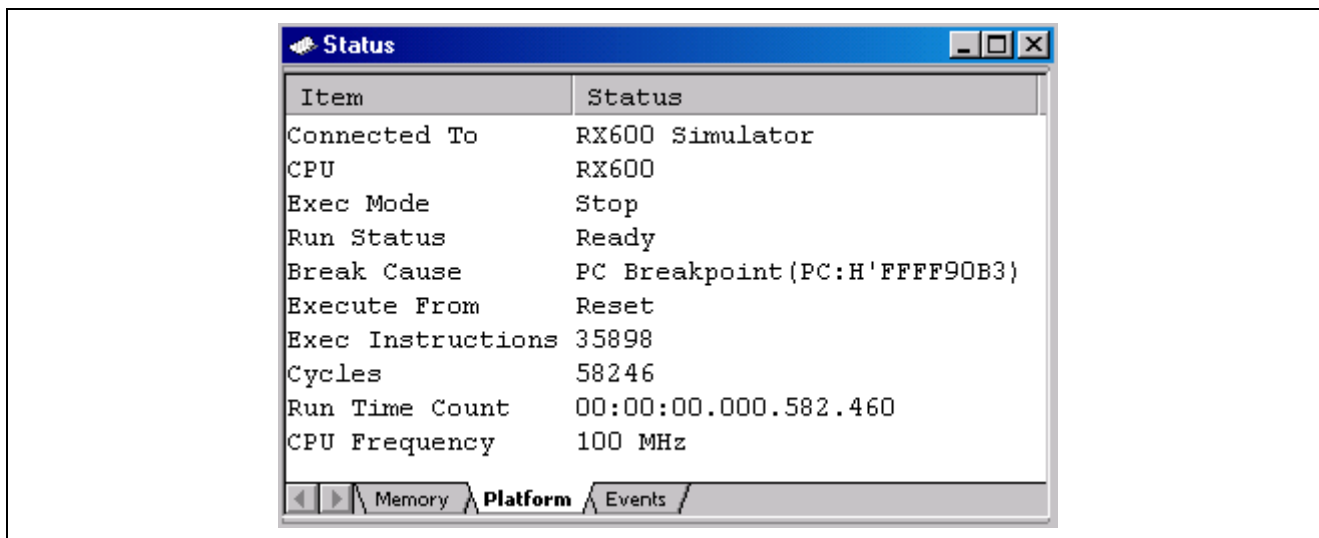 Status
Item Status
Connected To RX600 Simulator
CPU RX600
Exec Mode Stop
Run Status Ready
Break Cause PC Breakpoint(PC:H'FFFF90B3)
Execute From Reset
Exec Instructions 35898
Cycles 58246
Run Time Count 00:00:00.000.582.460
CPU Frequency 100 MHz
Memory Platform Events